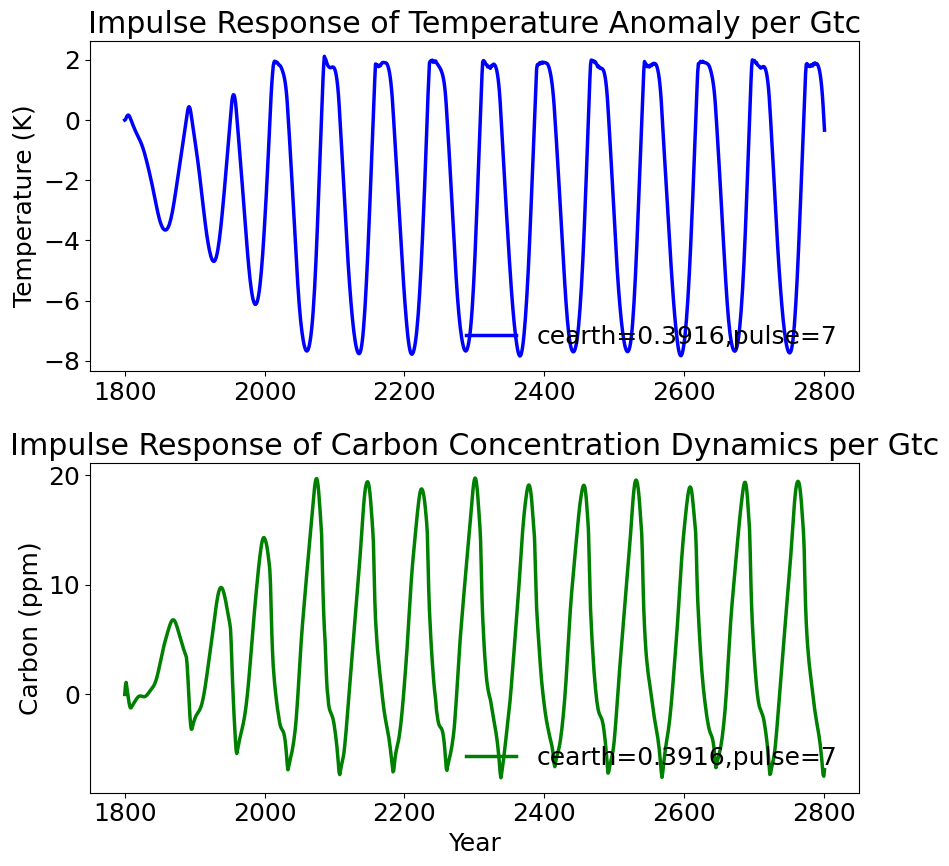 Impulse Response of Temperature Anomaly per Gtc
Temperature (K)
2
0
−2
−4
−6
−8
cearth=0.3916,pulse=7
1800 2000 2200 2400 2600 2800
Impulse Response of Carbon Concentration Dynamics per Gtc
Carbon (ppm)
20
10
0
cearth=0.3916,pulse=7
1800 2000 2200 2400 2600 2800
Year